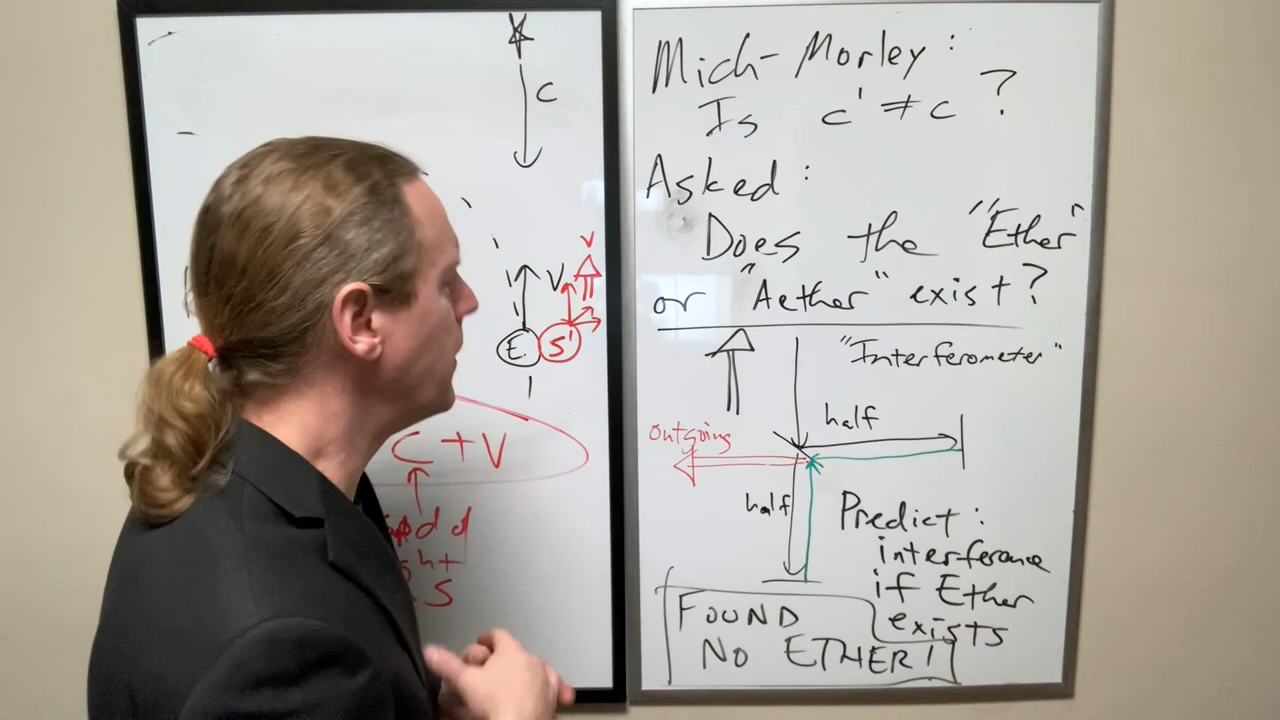 C
V
V
E
S'
C + V
Mich-Morley:
Is c' ≠ c ?
Asked:
Does the "Ether"
or "Aether" exist?
"Interferometer"
half
outgoing
half
Predict:
interference
if Ether
exists
FOUND
NO ETHER!